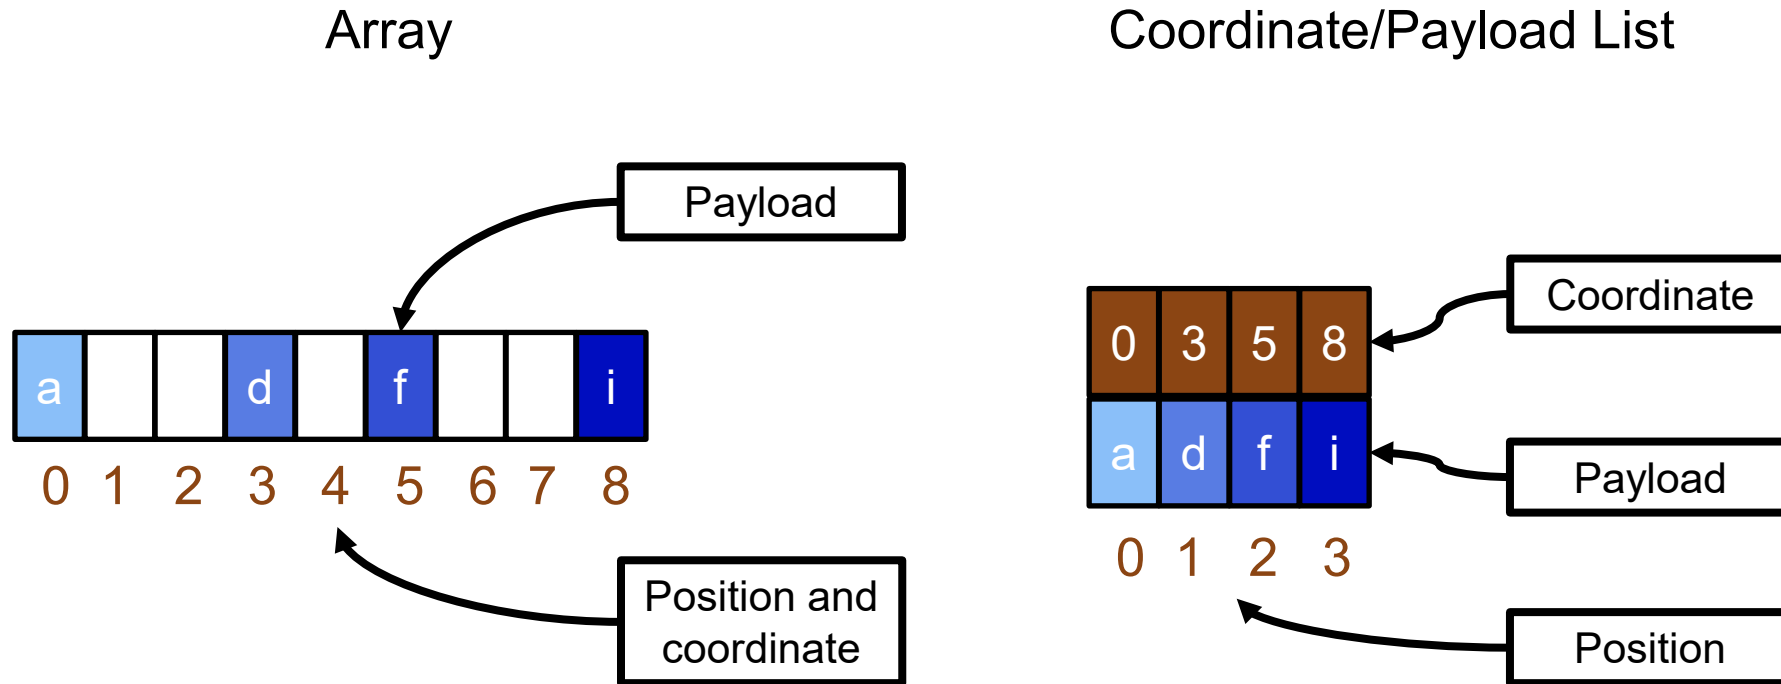 Array
Coordinate/Payload List
Payload
a d f i
0 1 2 3 4 5 6 7 8
Position and
coordinate
Coordinate
0 3 5 8
a d f i
Payload
0 1 2 3
Position